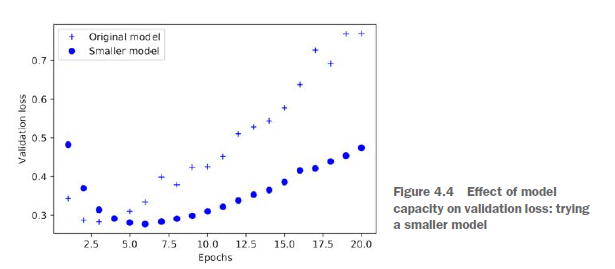 Original model
Smaller model
0.7
0.6
0.5
0.4
0.3
Validation loss
2.5 5.0 7.5 10.0 12.5 15.0 17.5 20.0
Epochs
Figure 4.4 Effect of model
capacity on validation loss: trying
a smaller model